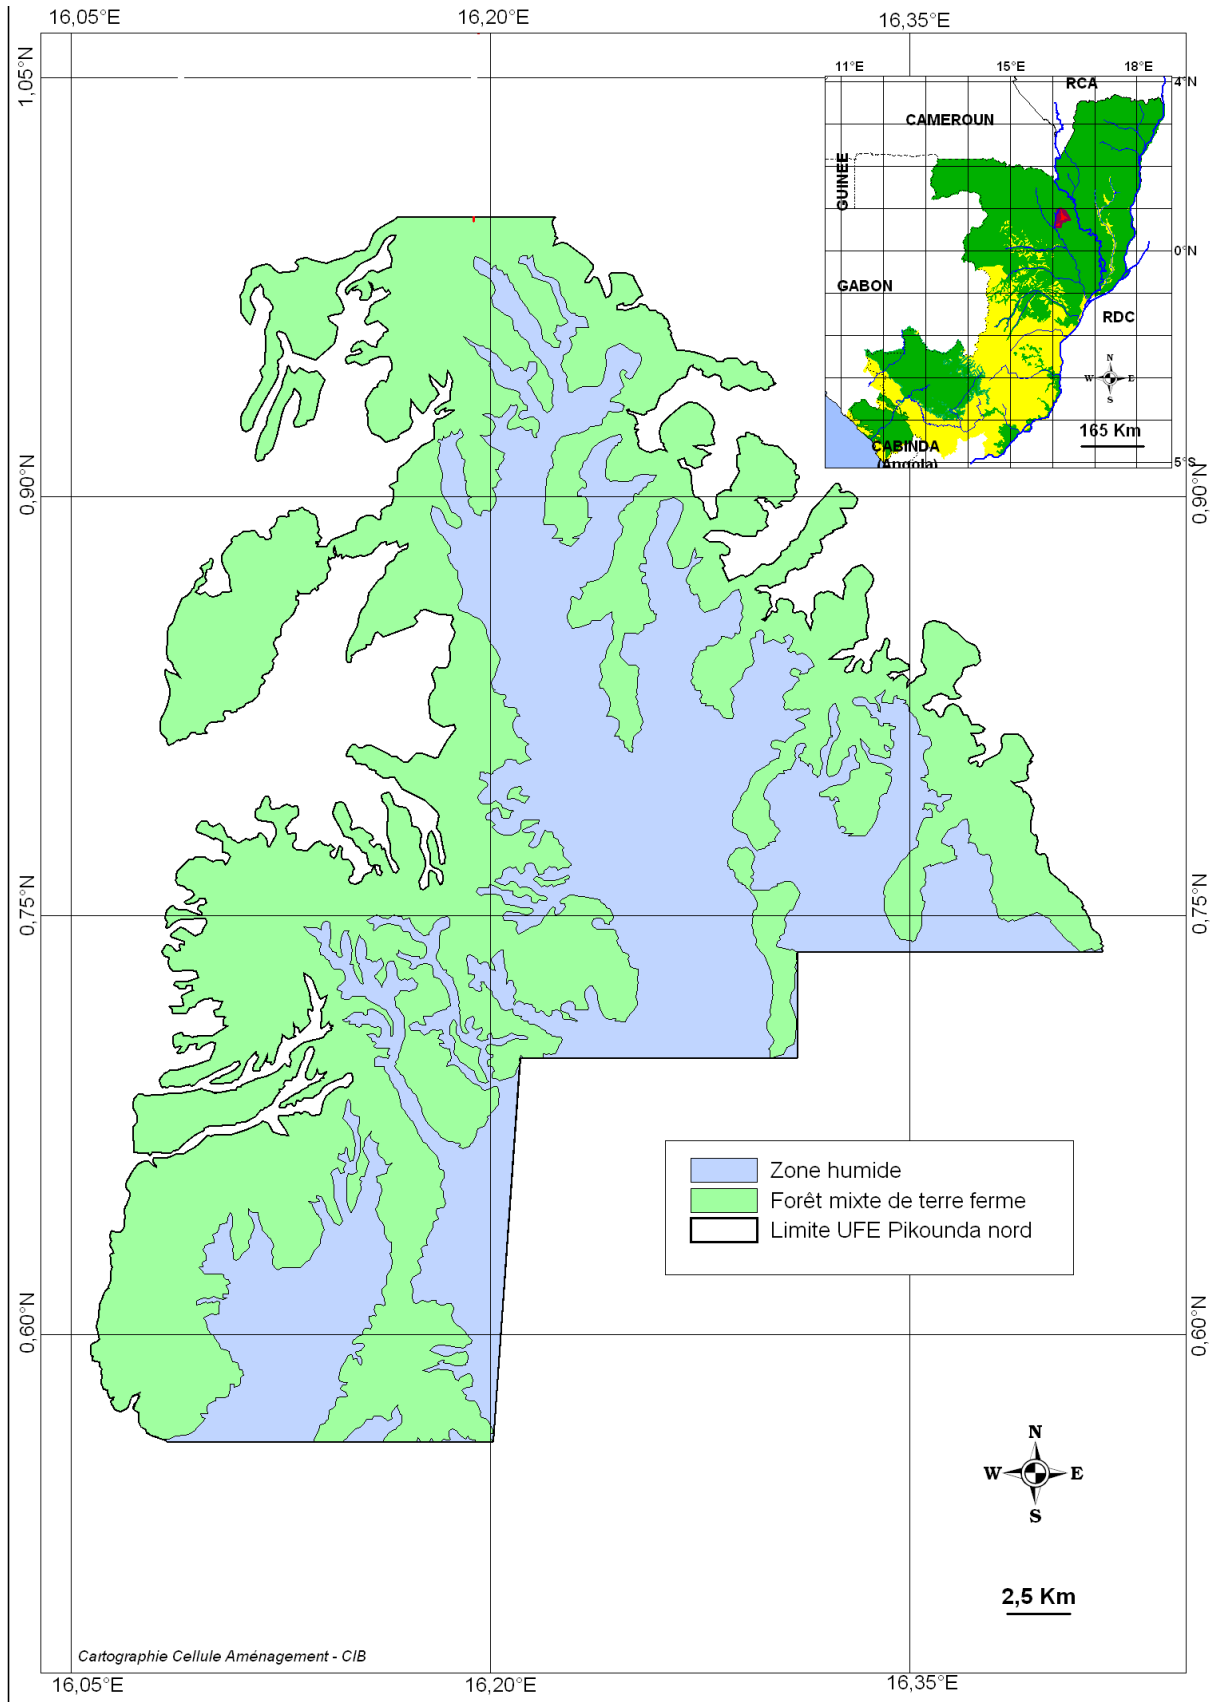 16,05°E 16,20°E 16,35°E
1,05°N
11°E 15°E 18°E
RCA
4°N
CAMEROUN
GUINEE
0°N
GABON
RDC
N
W E
S
165 Km
CABINDA
(Angola)
5°S
0,90°N 0,90°N
0,75°N 0,75°N
Zone humide
Forêt mixte de terre ferme
Limite UFE Pikounda nord
0,60°N 0,60°N
N
W E
S
2,5 Km
Cartographie Cellule Aménagement - CIB
16,05°E 16,20°E 16,35°E